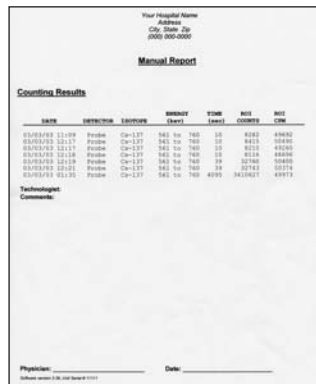 Your Hospital Name
Address
City, State Zip
(000) 000-0000
Manual Report
Counting Results
DATE DETECTOR ISOTOPE ENERGY (kev) TIME (sec) ROI COUNTS ROI CPM
03/03/03 11:09 Probe Cs-137 561 to 760 10 8282 49692
03/03/03 12:17 Probe Cs-137 561 to 760 10 8415 50490
03/03/03 12:17 Probe Cs-137 561 to 760 10 8210 49260
03/03/03 12:18 Probe Cs-137 561 to 760 10 8116 48696
03/03/03 12:19 Probe Cs-137 561 to 760 39 32760 50400
03/03/03 12:21 Probe Cs-137 561 to 760 39 32743 50374
03/03/03 01:35 Probe Cs-137 561 to 760 4095 3410627 49973
Technologist:
Comments:
Physician: Date:
Software version